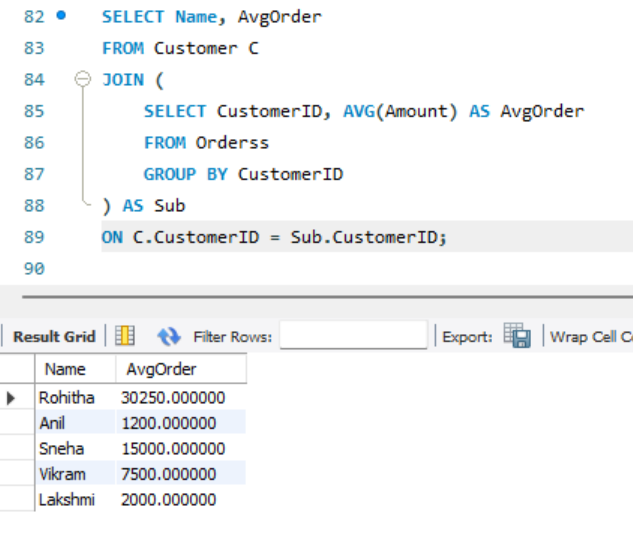 82 SELECT Name, AvgOrder
83 FROM Customer C
84 JOIN (
85 SELECT CustomerID, AVG(Amount) AS AvgOrder
86 FROM Orderss
87 GROUP BY CustomerID
88 ) AS Sub
89 ON C.CustomerID = Sub.CustomerID;
90
Result Grid Filter Rows: Export: Wrap Cell Co
Name AvgOrder
Rohitha 30250.000000
Anil 1200.000000
Sneha 15000.000000
Vikram 7500.000000
Lakshmi 2000.000000